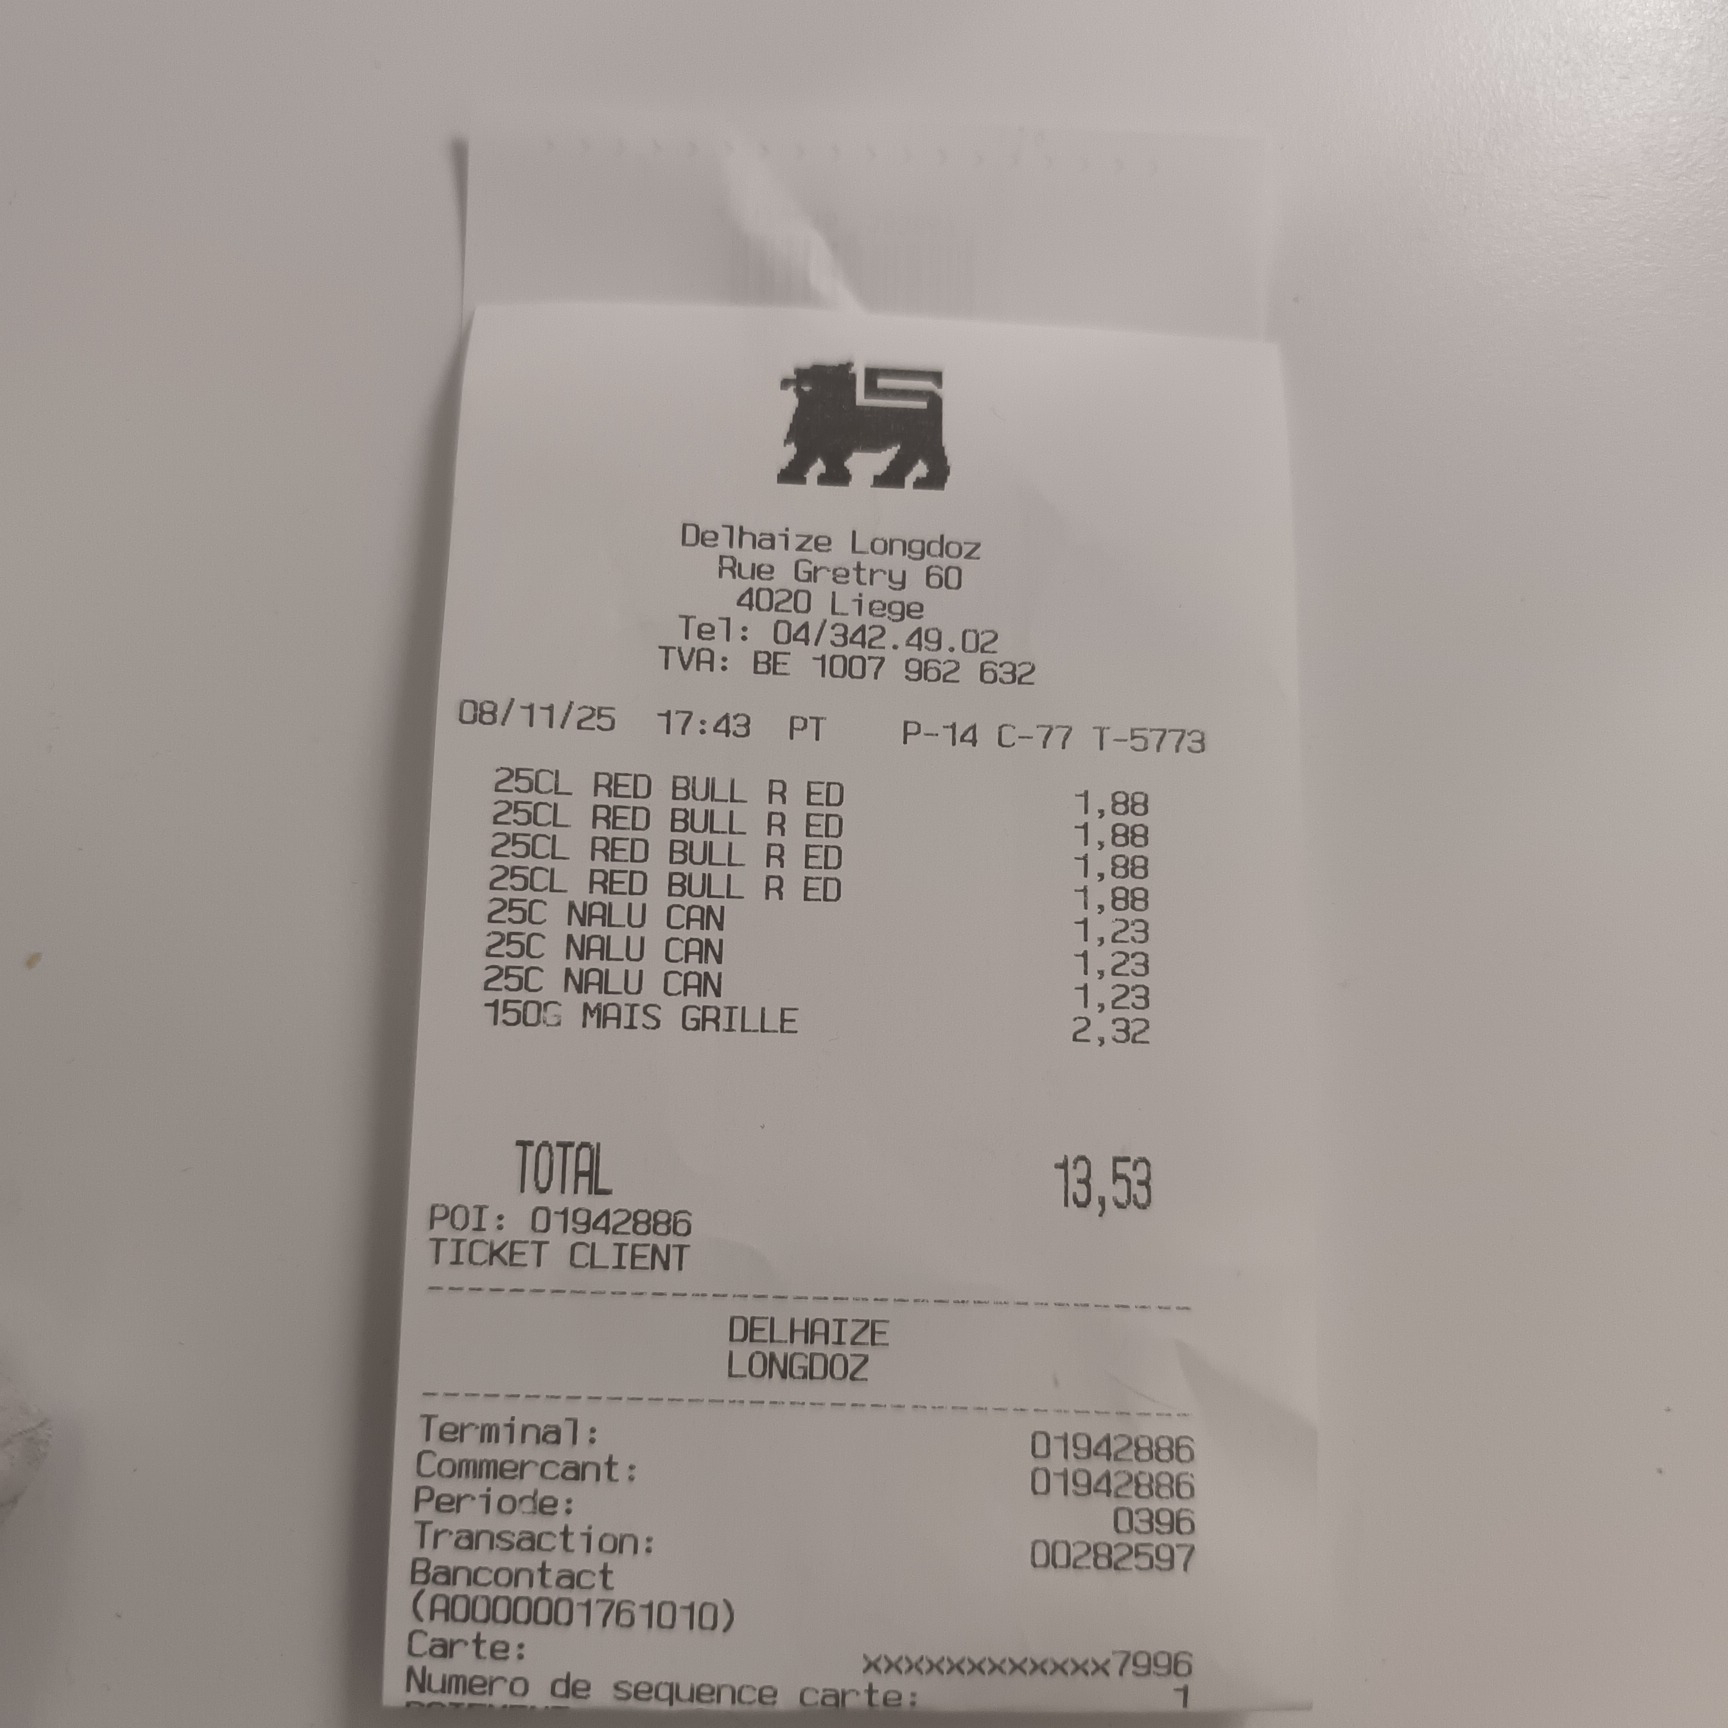 Delhaize Longdoz
Rue Gretry 60
4020 Liege
Tel: 04/342.49.02
TVA: BE 1007 962 632
08/11/25 17:43 PT P-14 C-77 T-5773
25CL RED BULL R ED 1,88
25CL RED BULL R ED 1,88
25CL RED BULL R ED 1,88
25CL RED BULL R ED 1,88
25C NALU CAN 1,23
25C NALU CAN 1,23
25C NALU CAN 1,23
150G MAIS GRILLE 2,32
TOTAL 13,53
POI: 01942886
TICKET CLIENT
DELHAIZE
LONGDOZ
Terminal: 01942886
Commercant: 01942886
Periode: 0396
Transaction: 00282597
Bancontact
(A0000001761010)
Carte: xxxxxxxxxxxx7996
Numero de sequence carte: 1